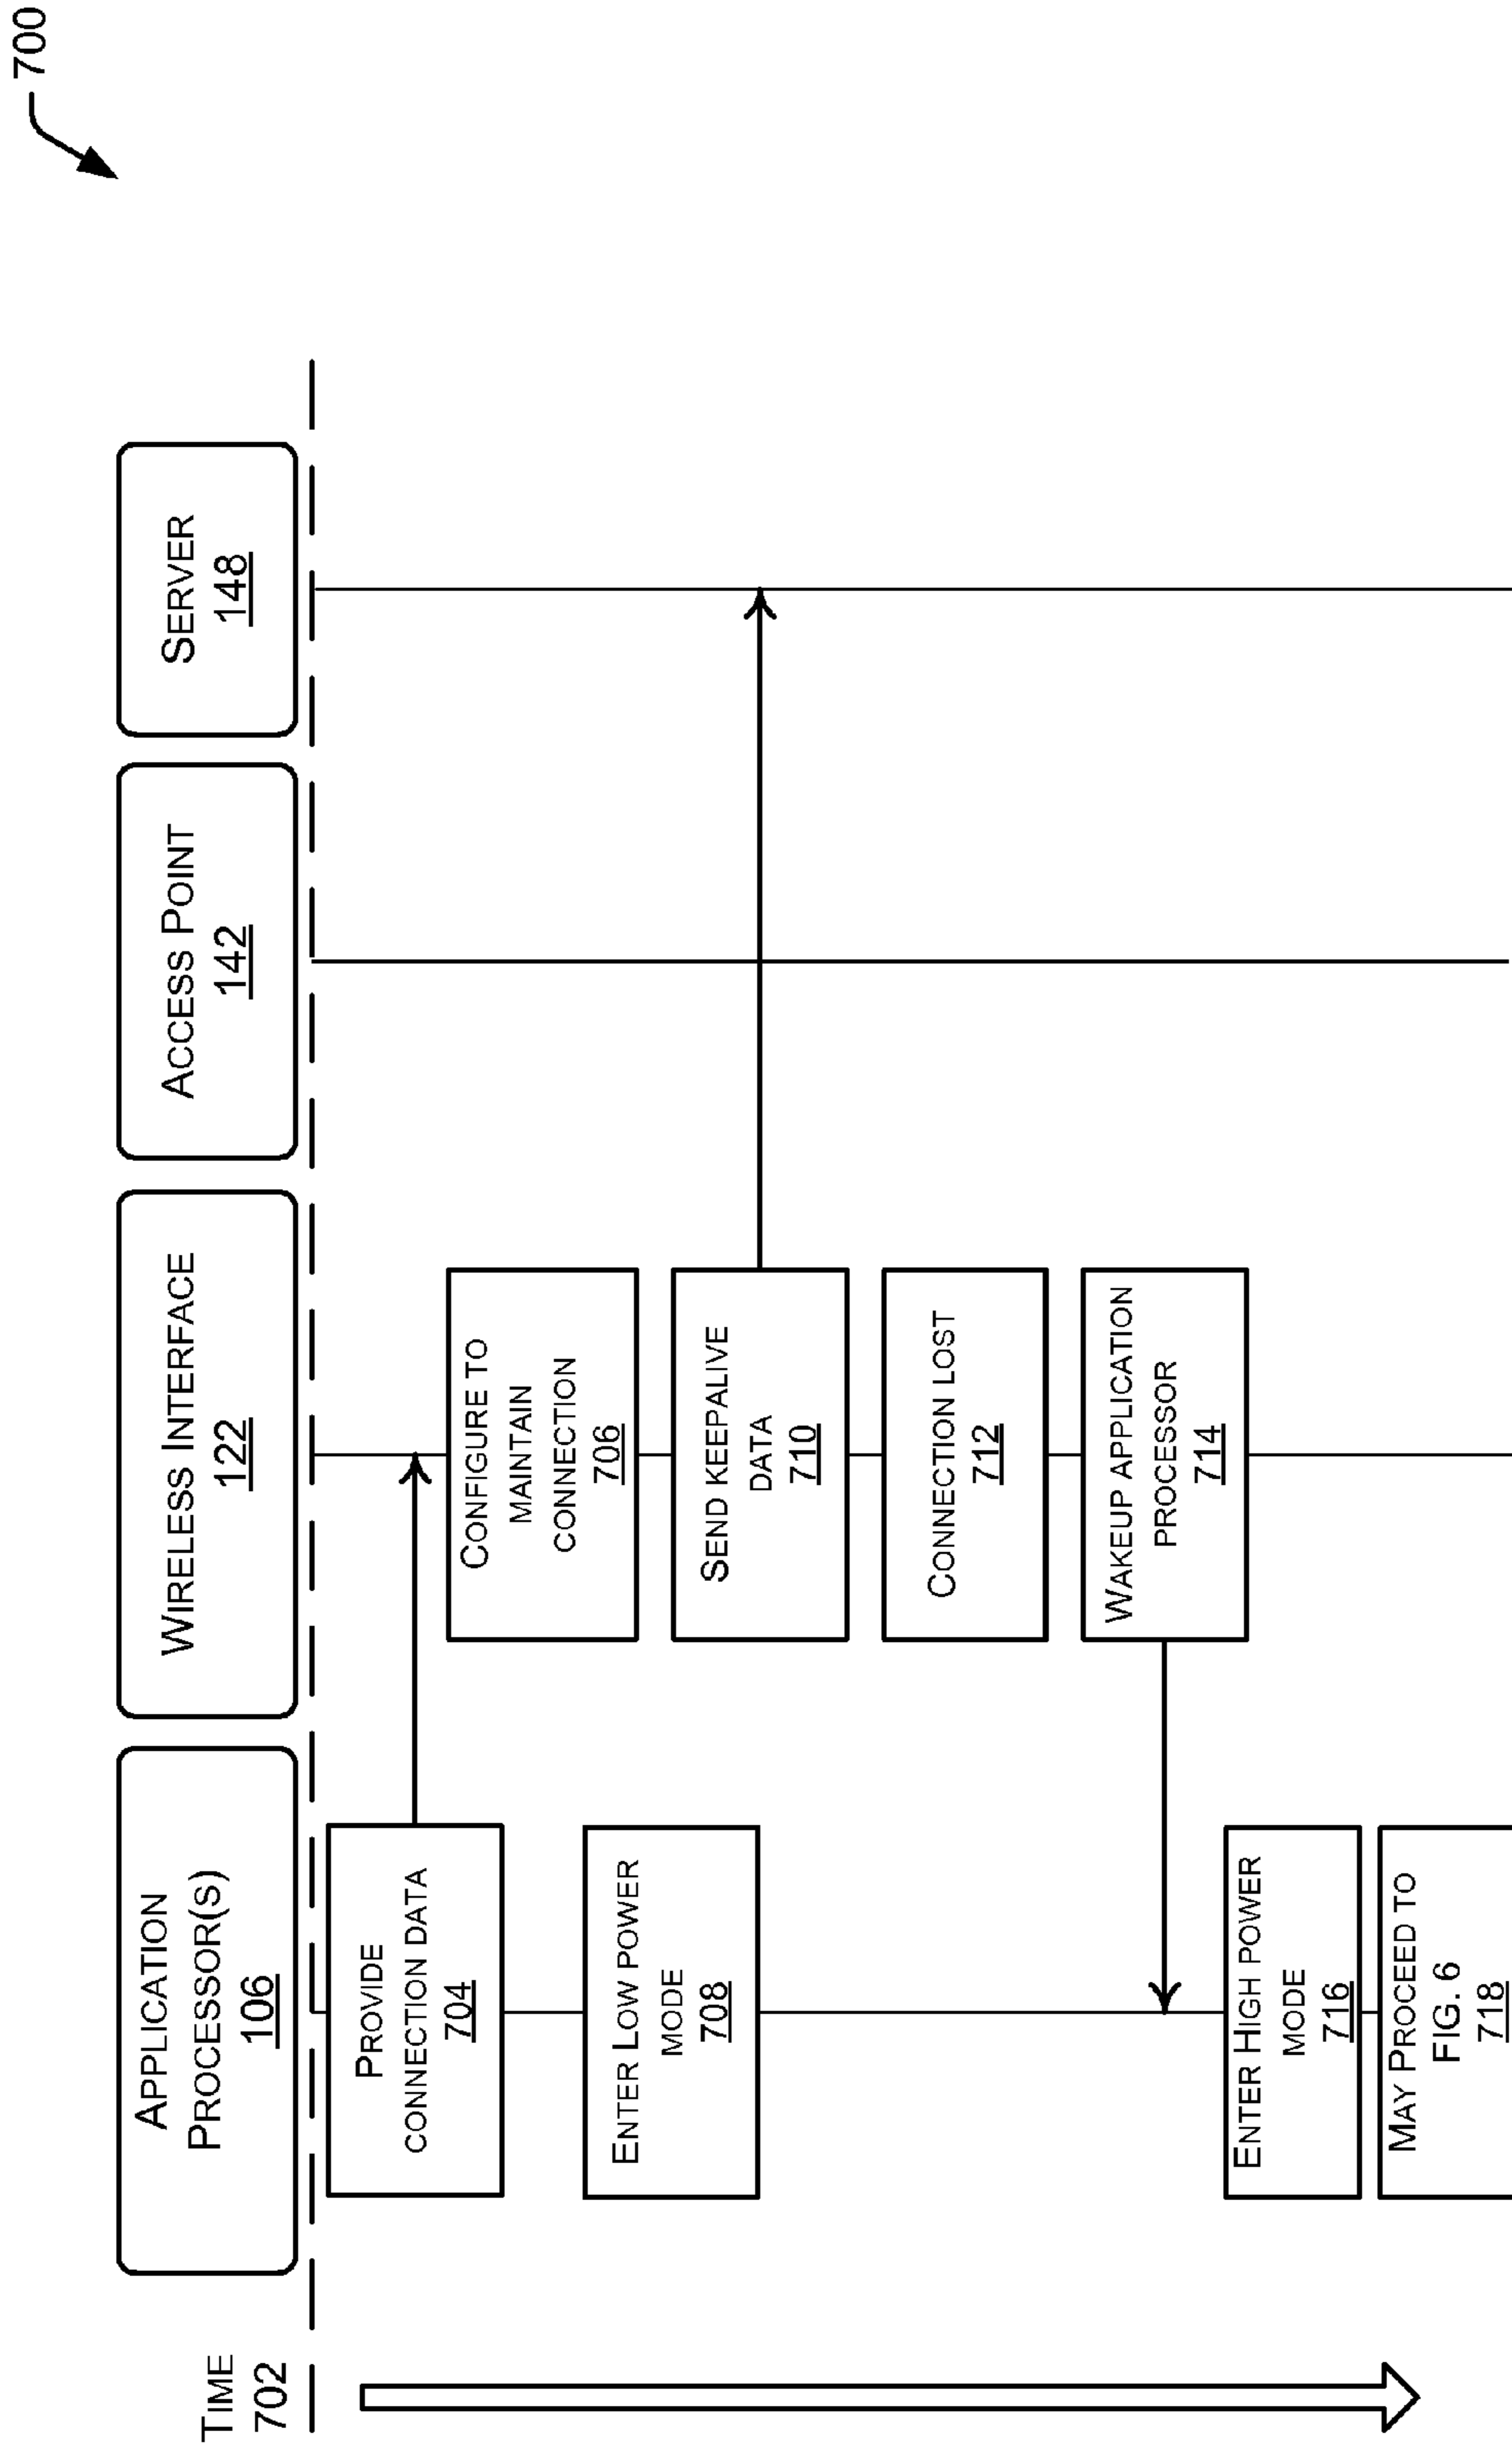 700
TIME
702
APPLICATION
PROCESSOR(S)
106
WIRELESS INTERFACE
122
ACCESS POINT
142
SERVER
148
PROVIDE
CONNECTION DATA
704
CONFIGURE TO
MAINTAIN
CONNECTION
706
ENTER LOW POWER
MODE
708
SEND KEEPALIVE
DATA
710
CONNECTION LOST
712
WAKEUP APPLICATION
PROCESSOR
714
ENTER HIGH POWER
MODE
716
MAY PROCEED TO
FIG. 6
718